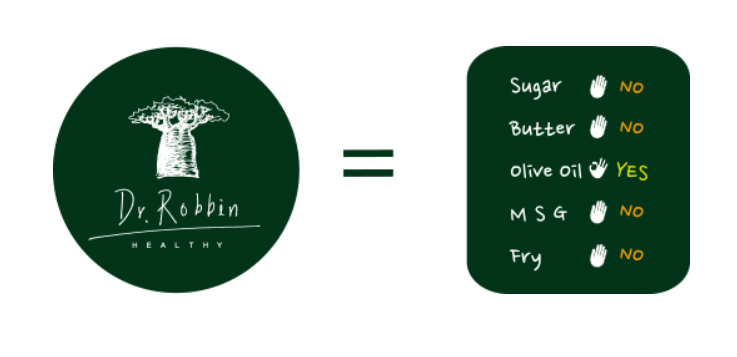 Dr. Robbin
HEALTHY
=
Sugar NO
Butter NO
Olive Oil YES
M S G NO
Fry NO